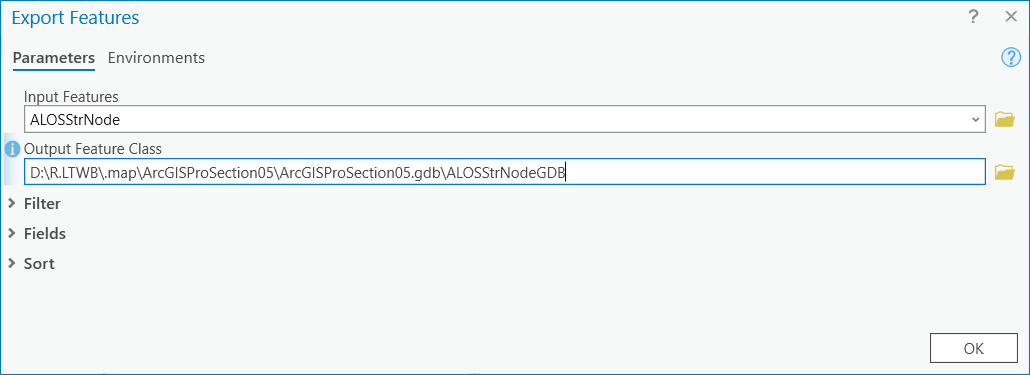 Export Features ? ×
Parameters Environments ?
Input Features
ALOSStrNode
Output Feature Class
D:\R.LTWB\.map\ArcGISProSection05\ArcGISProSection05.gdb\ALOSStrNodeGDB
Filter
Fields
Sort
OK